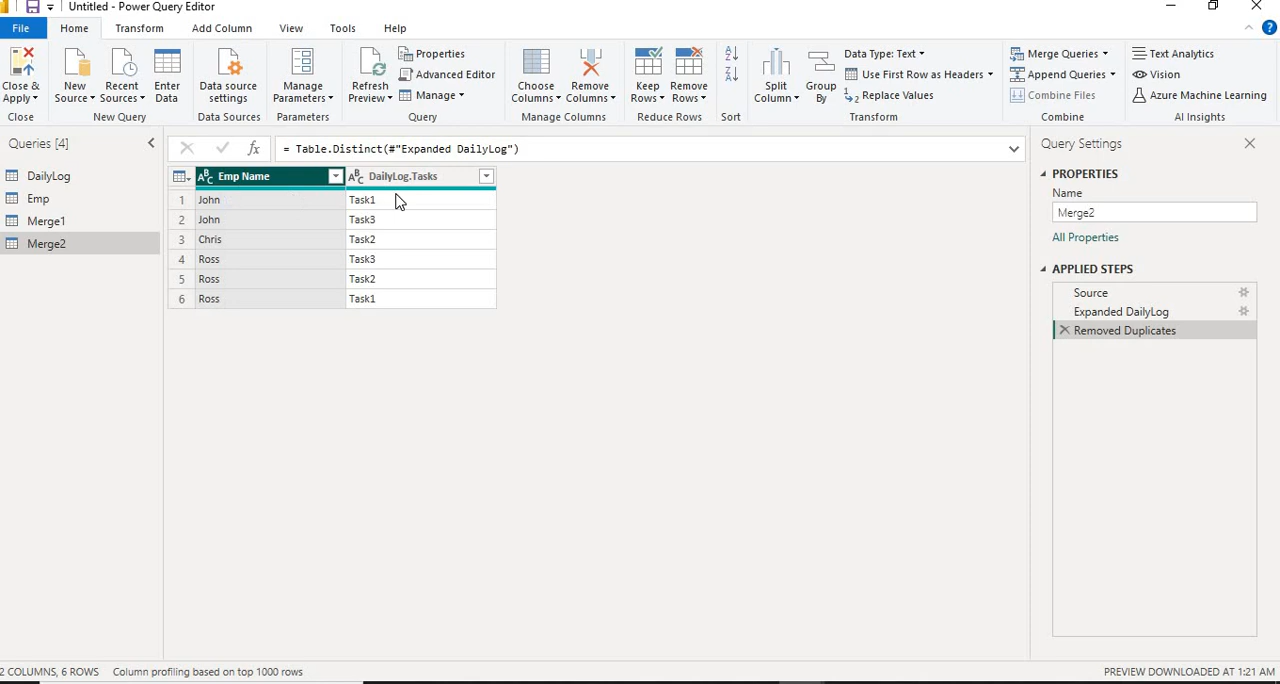 Untitled - Power Query Editor
File Home Transform Add Column View Tools Help
Close & Apply
Close
New Source
Recent Sources
Enter Data
New Query
Data source settings
Data Sources
Manage Parameters
Parameters
Refresh Preview
Properties
Advanced Editor
Manage
Query
Choose Columns
Remove Columns
Manage Columns
Keep Rows
Remove Rows
Reduce Rows
Sort
Split Column
Group By
Data Type: Text
Use First Row as Headers
Replace Values
Transform
Merge Queries
Append Queries
Combine Files
Combine
Text Analytics
Vision
Azure Machine Learning
AI Insights
Queries [4]
DailyLog
Emp
Merge1
Merge2
fx = Table.Distinct(#"Expanded DailyLog")
ABC Emp Name ABC DailyLog.Tasks
1 John Task1
2 John Task3
3 Chris Task2
4 Ross Task3
5 Ross Task2
6 Ross Task1
Query Settings
PROPERTIES
Name
Merge2
All Properties
APPLIED STEPS
Source
Expanded DailyLog
Removed Duplicates
2 COLUMNS, 6 ROWS Column profiling based on top 1000 rows PREVIEW DOWNLOADED AT 1:21 AM